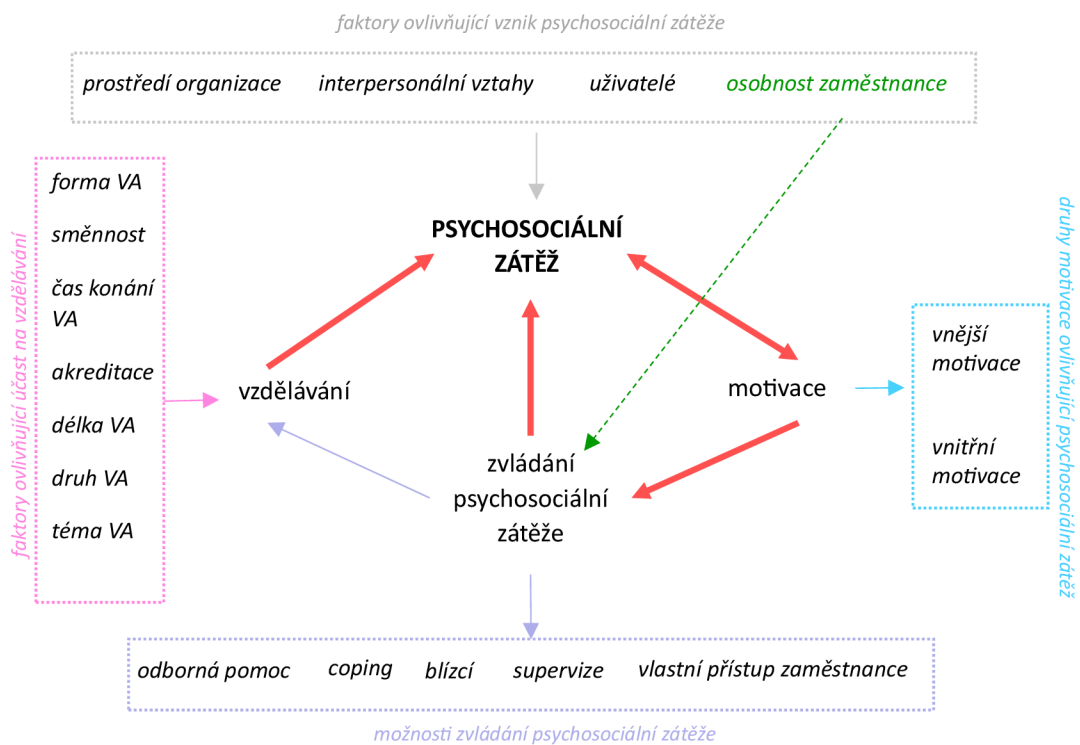 faktory ovlivňující vznik psychosociální zátěže
prostředí organizace interpersonální vztahy uživatelé osobnost zaměstnance
faktory ovlivňující účast na vzdělávání
forma VA
směnnost
čas konání
VA
akreditace
délka VA
druh VA
téma VA
PSYCHOSOCIÁLNÍ
ZÁTĚŽ
vzdělávání
motivace
zvládání
psychosociální
zátěže
vnější
motivace
vnitřní
motivace
druhy motivace ovlivňující psychosociální zátěž
odborná pomoc coping blízcí supervize vlastní přístup zaměstnance
možnosti zvládání psychosociální zátěže